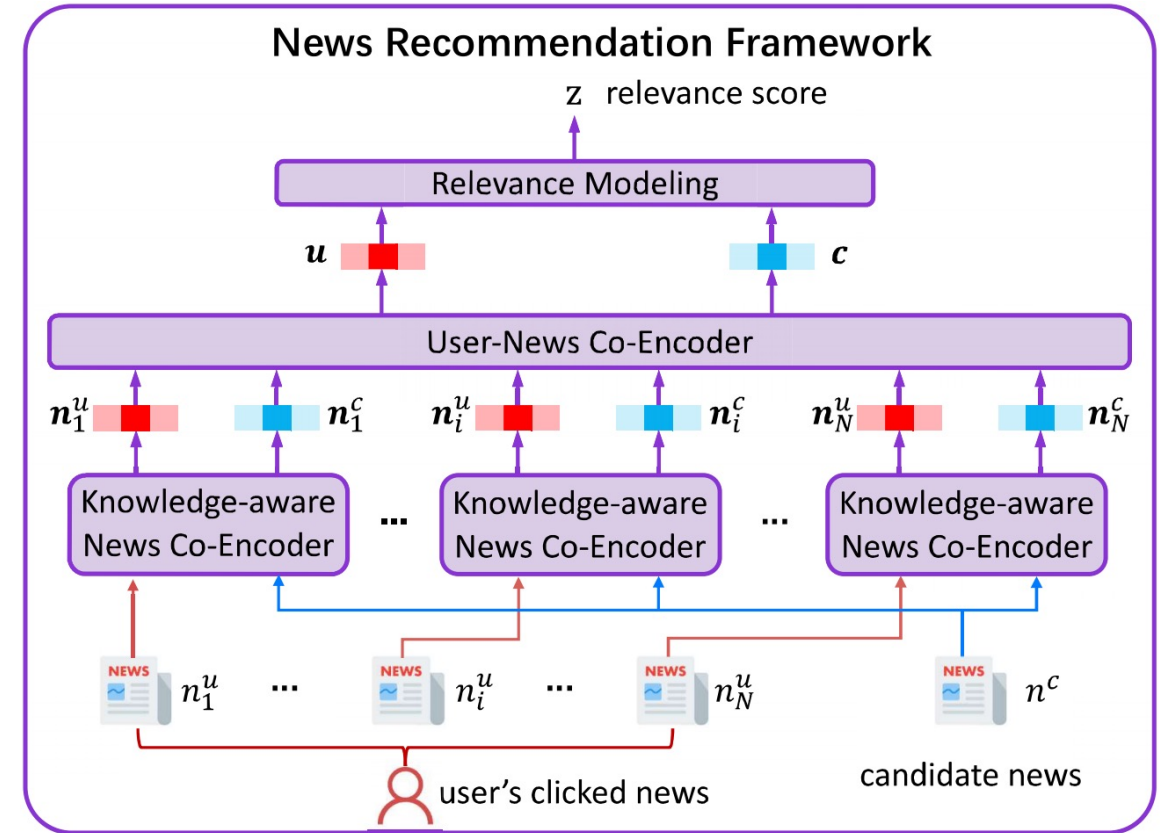 News Recommendation Framework
z relevance score
Relevance Modeling
u c
User-News Co-Encoder
n₁ᵘ n₁ᶜ nᵢᵘ nᵢᶜ n_Nᵘ n_Nᶜ
Knowledge-aware News Co-Encoder
... Knowledge-aware News Co-Encoder
... Knowledge-aware News Co-Encoder
NEWS n₁ᵘ ... NEWS nᵢᵘ ... NEWS n_Nᵘ NEWS nᶜ
user's clicked news
candidate news